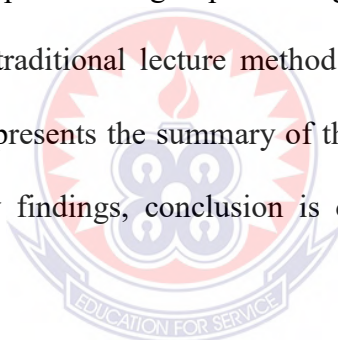 traditional lecture method
presents the summary of th
findings, conclusion is
EDUCATION FOR SERVICE